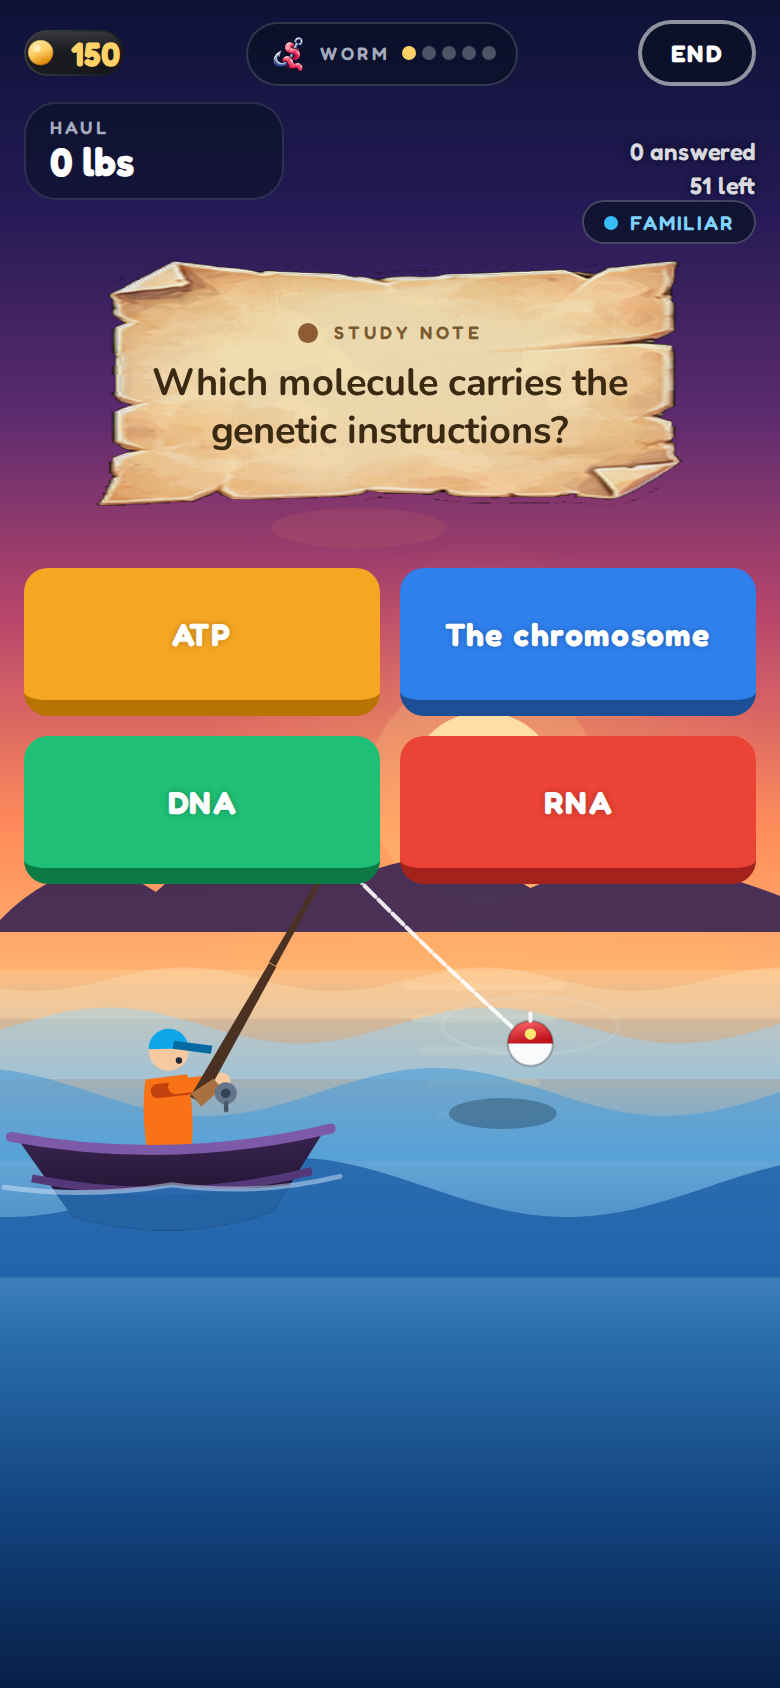 150
WORM
END
HAUL
0 lbs
0 answered
51 left
FAMILIAR
STUDY NOTE
Which molecule carries the
genetic instructions?
ATP
The chromosome
DNA
RNA